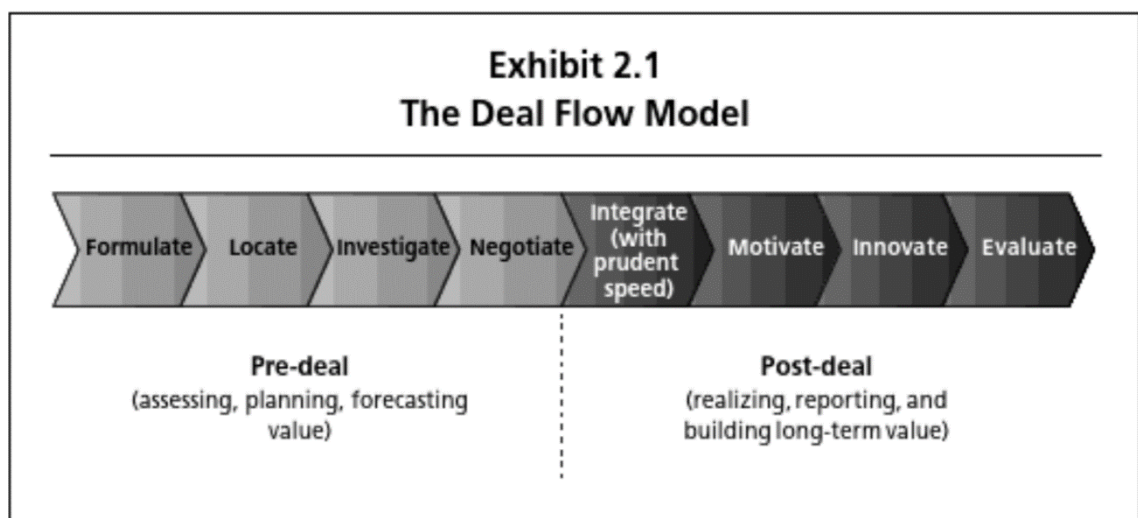 Exhibit 2.1
The Deal Flow Model
Formulate
Locate
Investigate
Negotiate
Integrate
(with
prudent
speed)
Motivate
Innovate
Evaluate
Pre-deal
(assessing, planning, forecasting
value)
Post-deal
(realizing, reporting, and
building long-term value)